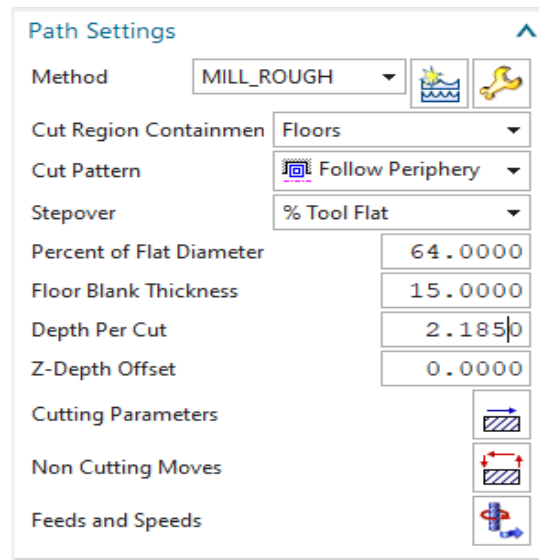 Path Settings
Method MILL_ROUGH
Cut Region Containmen Floors
Cut Pattern Follow Periphery
Stepover % Tool Flat
Percent of Flat Diameter 64.0000
Floor Blank Thickness 15.0000
Depth Per Cut 2.1850
Z-Depth Offset 0.0000
Cutting Parameters
Non Cutting Moves
Feeds and Speeds